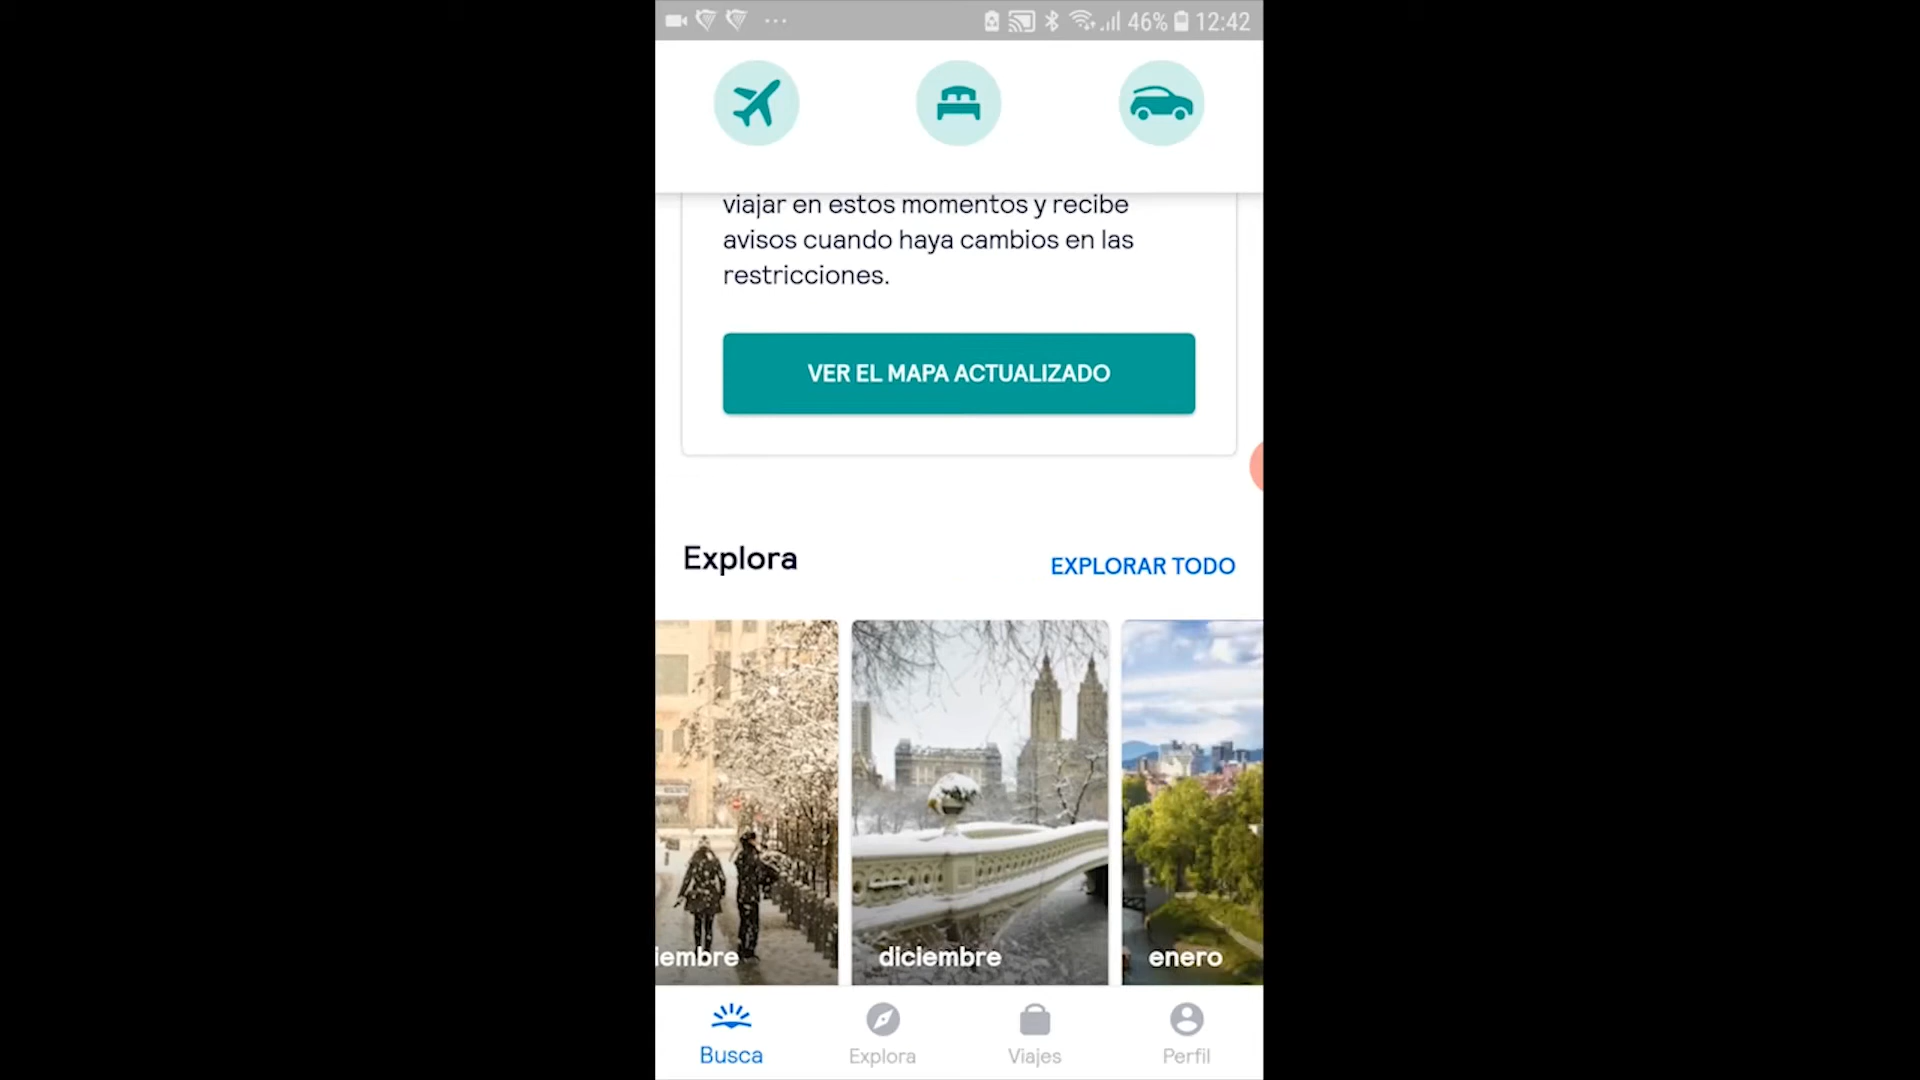 46% 12:42
viajar en estos momentos y recibe
avisos cuando haya cambios en las
restricciones.
VER EL MAPA ACTUALIZADO
Explora
EXPLORAR TODO
iembre
diciembre
enero
Busca
Explora
Viajes
Perfil